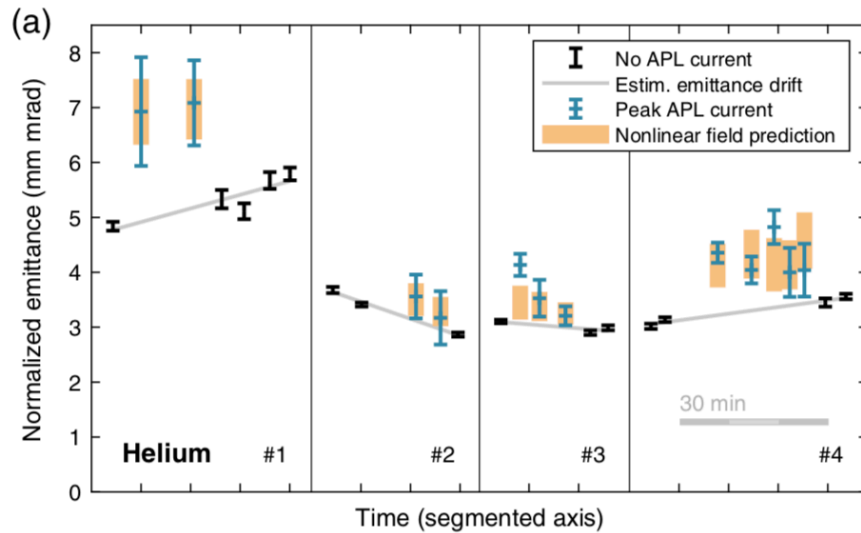 (a)
Normalized emittance (mm mrad)
8
7
6
5
4
3
2
1
0
No APL current
Estim. emittance drift
Peak APL current
Nonlinear field prediction
30 min
Helium #1
#2
#3
#4
Time (segmented axis)